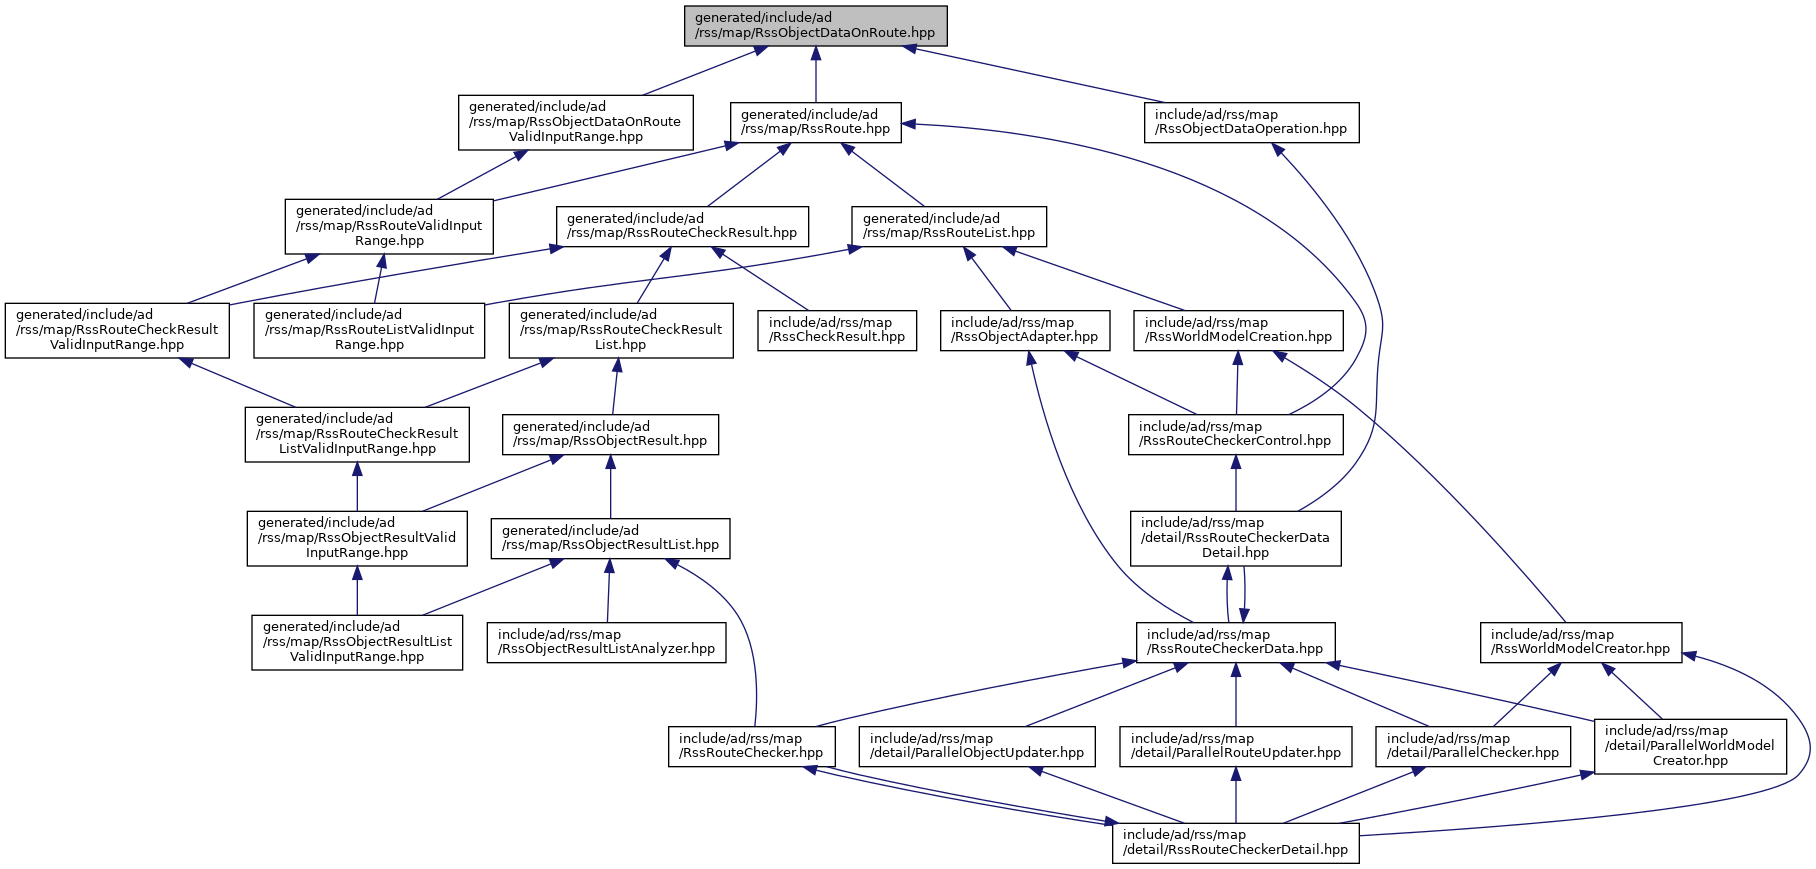 generated/include/ad
/rss/map/RssObjectDataOnRoute.hpp
generated/include/ad
/rss/map/RssObjectDataOnRoute
ValidInputRange.hpp
generated/include/ad
/rss/map/RssRoute.hpp
include/ad/rss/map
/RssObjectDataOperation.hpp
generated/include/ad
/rss/map/RssRouteValidInput
Range.hpp
generated/include/ad
/rss/map/RssRouteCheckResult.hpp
generated/include/ad
/rss/map/RssRouteList.hpp
generated/include/ad
/rss/map/RssRouteCheckResult
ValidInputRange.hpp
generated/include/ad
/rss/map/RssRouteListValidInput
Range.hpp
generated/include/ad
/rss/map/RssRouteCheckResult
List.hpp
include/ad/rss/map
/RssCheckResult.hpp
include/ad/rss/map
/RssObjectAdapter.hpp
include/ad/rss/map
/RssWorldModelCreation.hpp
generated/include/ad
/rss/map/RssRouteCheckResult
ListValidInputRange.hpp
generated/include/ad
/rss/map/RssObjectResult.hpp
include/ad/rss/map
/RssRouteCheckerControl.hpp
generated/include/ad
/rss/map/RssObjectResultValid
InputRange.hpp
generated/include/ad
/rss/map/RssObjectResultList.hpp
include/ad/rss/map
/detail/RssRouteCheckerData
Detail.hpp
generated/include/ad
/rss/map/RssObjectResultList
ValidInputRange.hpp
include/ad/rss/map
/RssObjectResultListAnalyzer.hpp
include/ad/rss/map
/RssRouteCheckerData.hpp
include/ad/rss/map
/RssWorldModelCreator.hpp
include/ad/rss/map
/RssRouteChecker.hpp
include/ad/rss/map
/detail/ParallelObjectUpdater.hpp
include/ad/rss/map
/detail/ParallelRouteUpdater.hpp
include/ad/rss/map
/detail/ParallelChecker.hpp
include/ad/rss/map
/detail/ParallelWorldModel
Creator.hpp
include/ad/rss/map
/detail/RssRouteCheckerDetail.hpp